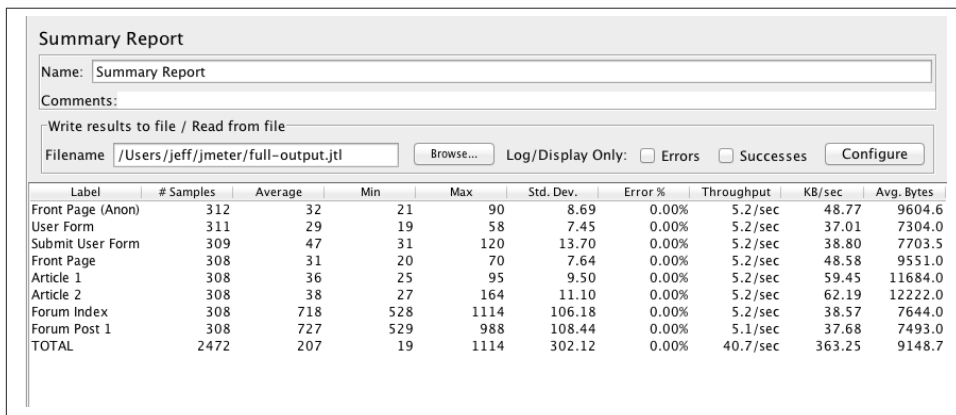 Summary Report
Name: Summary Report
Comments:
Write results to file / Read from file
Filename /Users/jeff/jmeter/full-output.jtl Browse... Log/Display Only: Errors Successes Configure
Label # Samples Average Min Max Std. Dev. Error % Throughput KB/sec Avg. Bytes
Front Page (Anon) 312 32 21 90 8.69 0.00% 5.2/sec 48.77 9604.6
User Form 311 29 19 58 7.45 0.00% 5.2/sec 37.01 7304.0
Submit User Form 309 47 31 120 13.70 0.00% 5.2/sec 38.80 7703.5
Front Page 308 31 20 70 7.64 0.00% 5.2/sec 48.58 9551.0
Article 1 308 36 25 95 9.50 0.00% 5.2/sec 59.45 11684.0
Article 2 308 38 27 164 11.10 0.00% 5.2/sec 62.19 12222.0
Forum Index 308 718 528 1114 106.18 0.00% 5.2/sec 38.57 7644.0
Forum Post 1 308 727 529 988 108.44 0.00% 5.1/sec 37.68 7493.0
TOTAL 2472 207 19 1114 302.12 0.00% 40.7/sec 363.25 9148.7